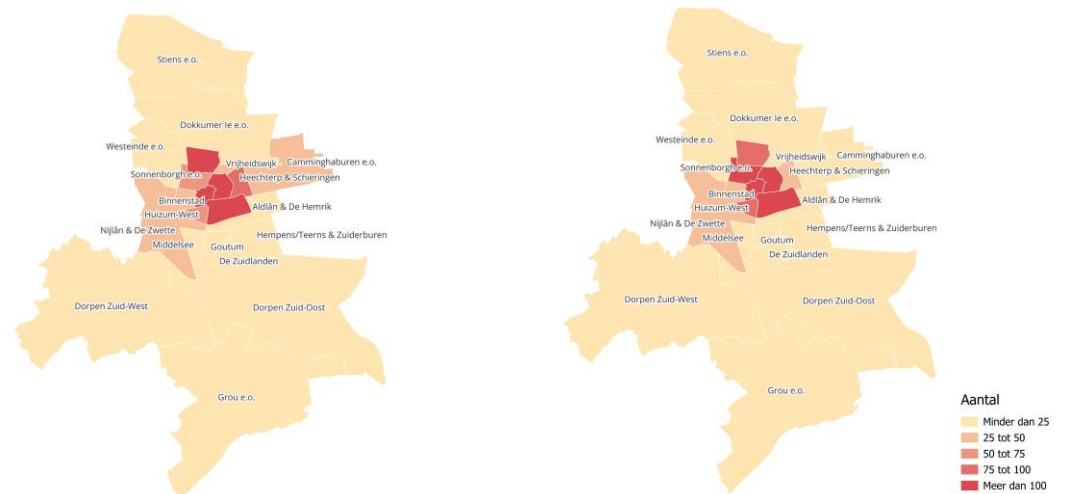 Stiens e.o.
Dokkumer Ie e.o.
Westeinde e.o.
Vrijheidswijk
Camminghaburen e.o.
Sonnenborgh e.o.
Heechterp & Schieringen
Binnenstad
Aldlân & De Hemrik
Huizum-West
Nijlân & De Zwette
Hempens/Teerns & Zuiderburen
Middelsee
Goutum
De Zuidlanden
Dorpen Zuid-West
Dorpen Zuid-Oost
Grou e.o.
Stiens e.o.
Dokkumer Ie e.o.
Westeinde e.o.
Vrijheidswijk
Camminghaburen e.o.
Sonnenborgh e.o.
Heechterp & Schieringen
Binnenstad
Aldlân & De Hemrik
Huizum-West
Nijlân & De Zwette
Hempens/Teerns & Zuiderburen
Middelsee
Goutum
De Zuidlanden
Dorpen Zuid-West
Dorpen Zuid-Oost
Grou e.o.
Aantal
Minder dan 25
25 tot 50
50 tot 75
75 tot 100
Meer dan 100